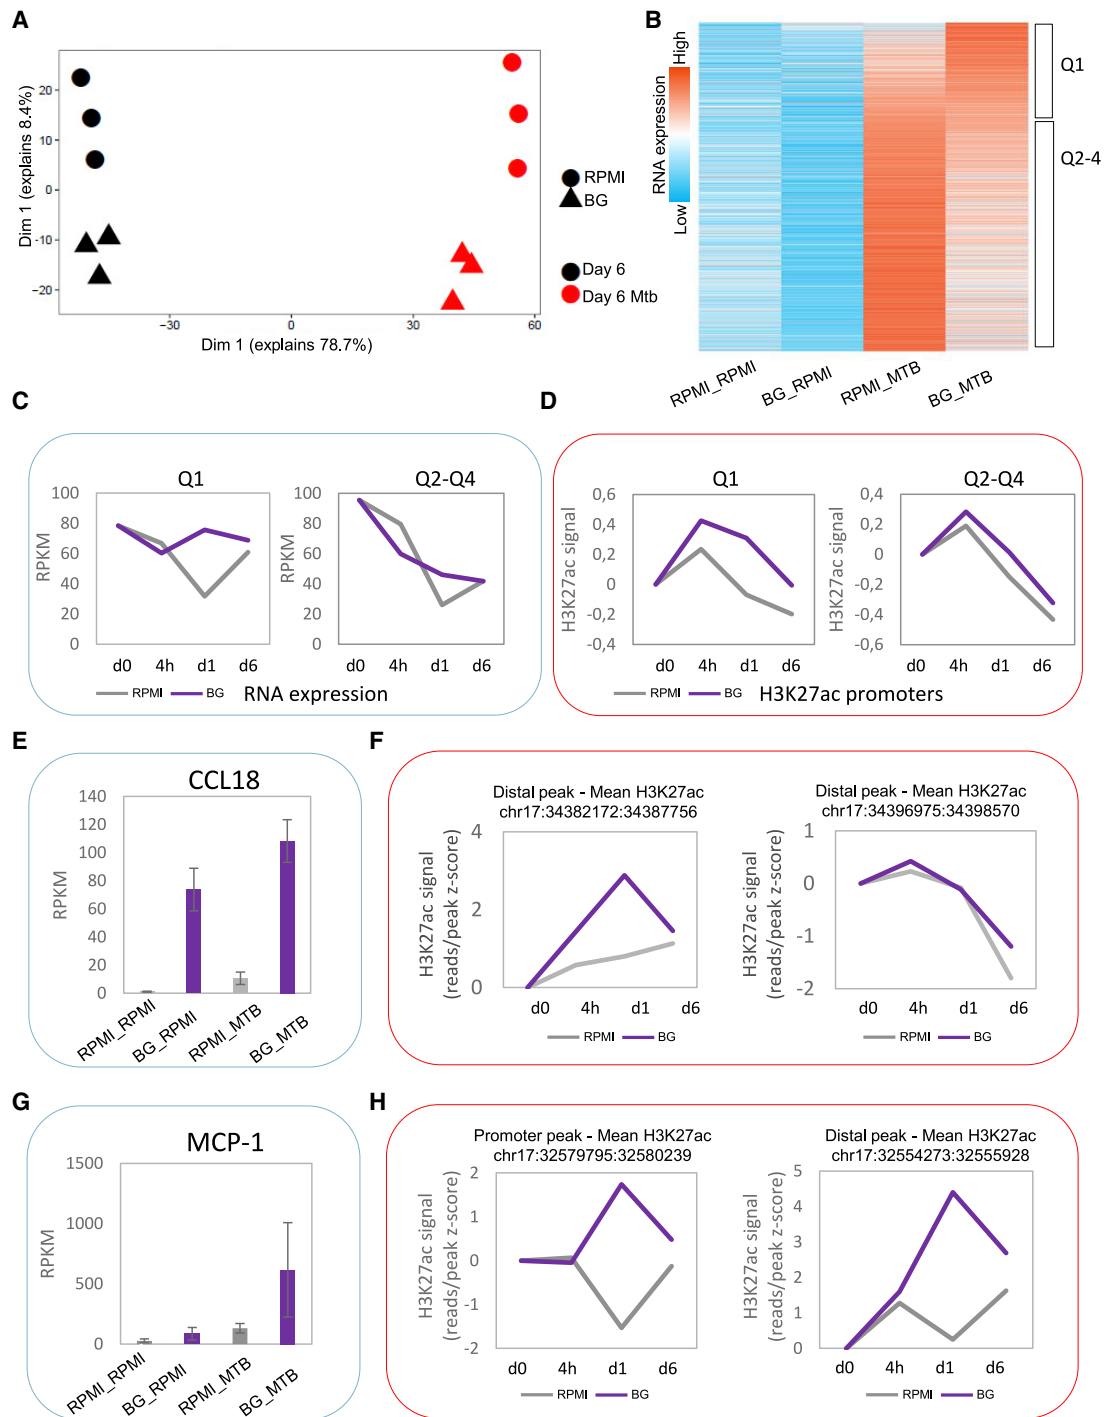 A
Dim 1 (explains 8.4%)
20
10
0
−10
−20
−30
0
30
60
Dim 1 (explains 78.7%)
RPMI
BG
Day 6
Day 6 Mtb
B
High
RNA expression
Low
Q1
Q2-4
RPMI_RPMI
BG_RPMI
RPMI_MTB
BG_MTB
C
Q1
RPKM
100
80
60
40
20
0
d0 4h d1 d6
Q2-Q4
RPKM
100
80
60
40
20
0
d0 4h d1 d6
RPMI BG
RNA expression
D
Q1
H3K27ac signal
0,6
0,4
0,2
0
-0,2
-0,4
d0 4h d1 d6
Q2-Q4
H3K27ac signal
0,4
0,2
0
-0,2
-0,4
-0,6
d0 4h d1 d6
RPMI BG
H3K27ac promoters
E
CCL18
RPKM
140
120
100
80
60
40
20
0
RPMI_RPMI
BG_RPMI
RPMI_MTB
BG_MTB
F
Distal peak - Mean H3K27ac
chr17:34382172:34387756
H3K27ac signal
(reads/peak z-score)
4
2
0
d0 4h d1 d6
RPMI BG
Distal peak - Mean H3K27ac
chr17:34396975:34398570
H3K27ac signal
(reads/peak z-score)
1
0
-1
-2
d0 4h d1 d6
RPMI BG
G
MCP-1
RPKM
1500
1000
500
0
RPMI_RPMI
BG_RPMI
RPMI_MTB
BG_MTB
H
Promoter peak - Mean H3K27ac
chr17:32579795:32580239
H3K27ac signal
(reads/peak z-score)
2
1
0
-1
-2
d0 4h d1 d6
RPMI BG
Distal peak - Mean H3K27ac
chr17:32554273:32555928
H3K27ac signal
(reads/peak z-score)
5
4
3
2
1
0
d0 4h d1 d6
RPMI BG